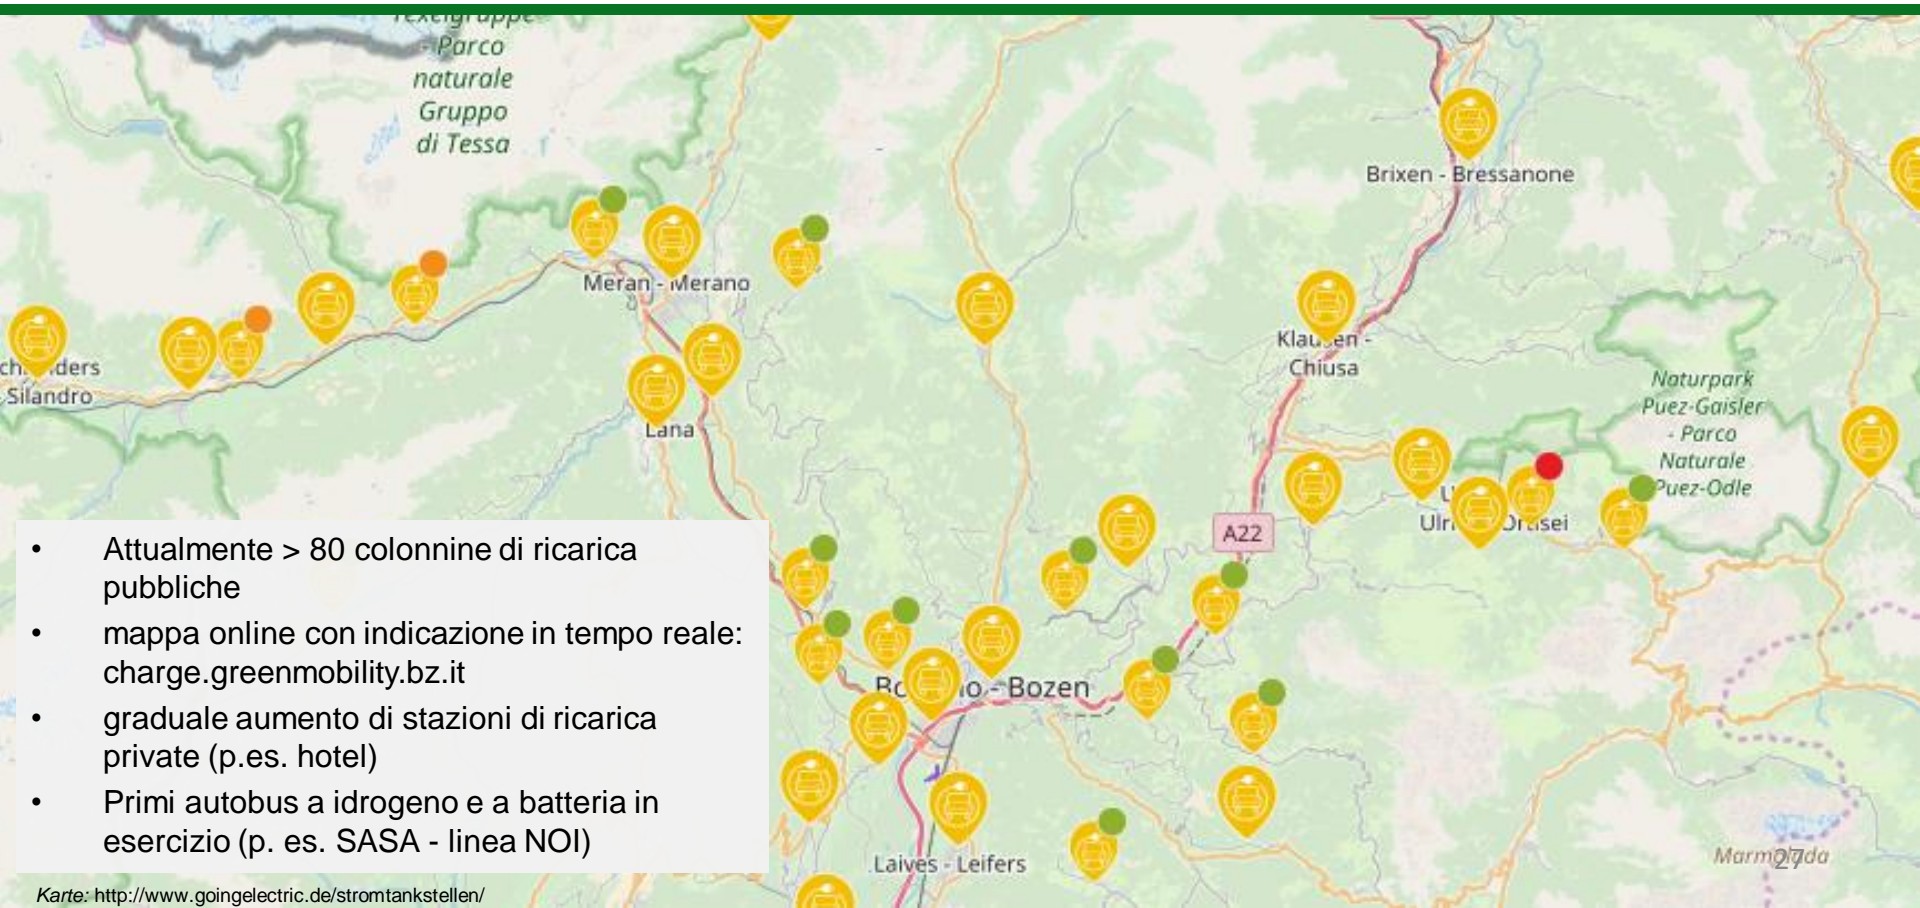 - Parco
naturale
Gruppo
di Tessa
Brixen - Bressanone
Meran - Merano
Klausen -
Chiusa
Silandro
Lana
Naturpark
Puez-Gaisler
- Parco
Naturale
Puez-Odle
Ortisei
A22
• Attualmente > 80 colonnine di ricarica
pubbliche
• mappa online con indicazione in tempo reale:
charge.greenmobility.bz.it
• graduale aumento di stazioni di ricarica
private (p.es. hotel)
• Primi autobus a idrogeno e a batteria in
esercizio (p. es. SASA - linea NOI)
- Bozen
Laives - Leifers
Marmolada
27
Karte: http://www.goingelectric.de/stromtankstellen/